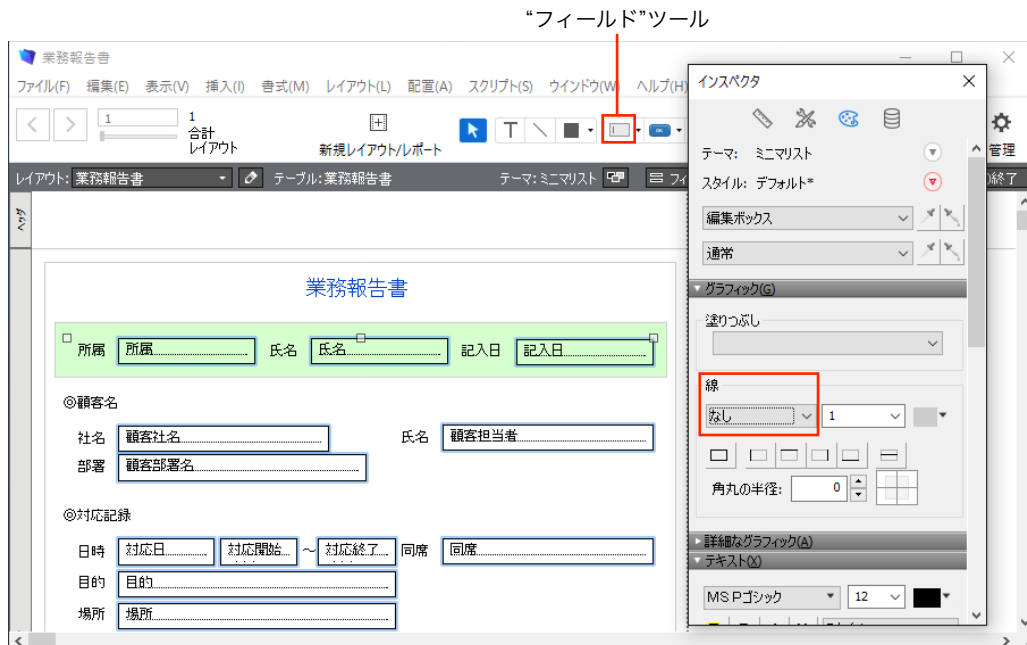 “フィールド”ツール
業務報告書
ファイル(F) 編集(E) 表示(V) 挿入(I) 書式(M) レイアウト(L) 配置(A) スクリプト(S) ウインドウ(W) ヘルプ(H)
1
1
合計
レイアウト
新規レイアウト/レポート
T
管理
レイアウト: 業務報告書 テーブル:業務報告書 テーマ:ミニマリスト フィ
終了
ヘッダ
業務報告書
所属 所属 氏名 氏名 記入日 記入日
◎顧客名
社名 顧客社名 氏名 顧客担当者
部署 顧客部署名
◎対応記録
日時 対応日 対応開始 ～ 対応終了 同席 同席
目的 目的
場所 場所
インスペクタ
テーマ: ミニマリスト
スタイル: デフォルト*
編集ボックス
通常
グラフィック(G)
塗りつぶし
線
なし 1
角丸の半径: 0
詳細なグラフィック(A)
テキスト(X)
MS Pゴシック 12